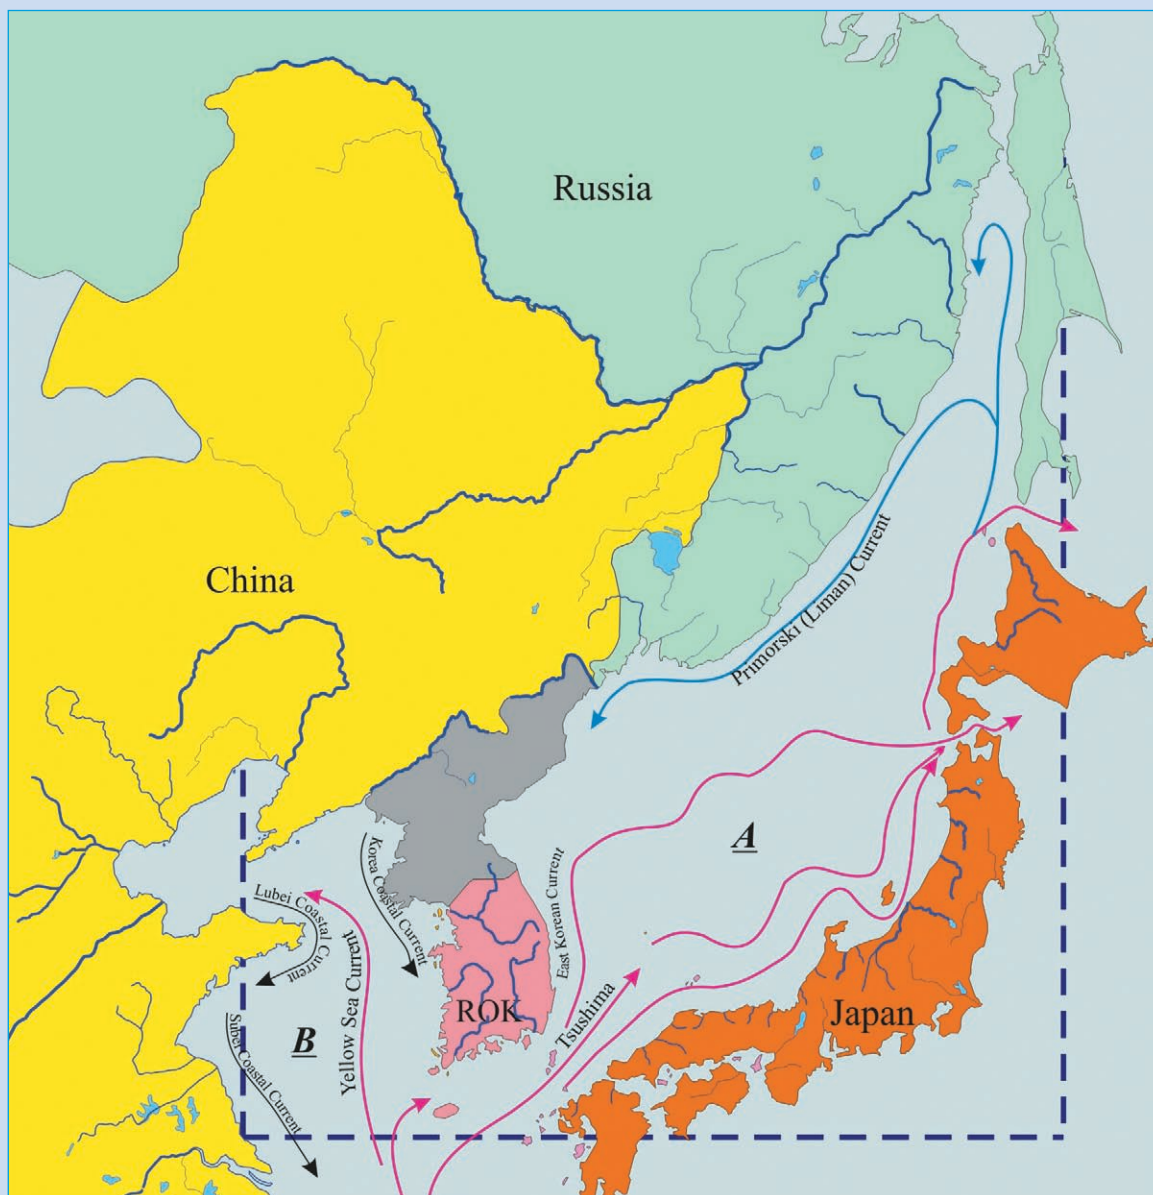 Russia
China
Primorski (Liman) Current
A
Korea Coastal Current
East Korean Current
Lubei Coastal Current
Yellow Sea Current
ROK
Tsushima
Japan
B
Subei Coastal Current